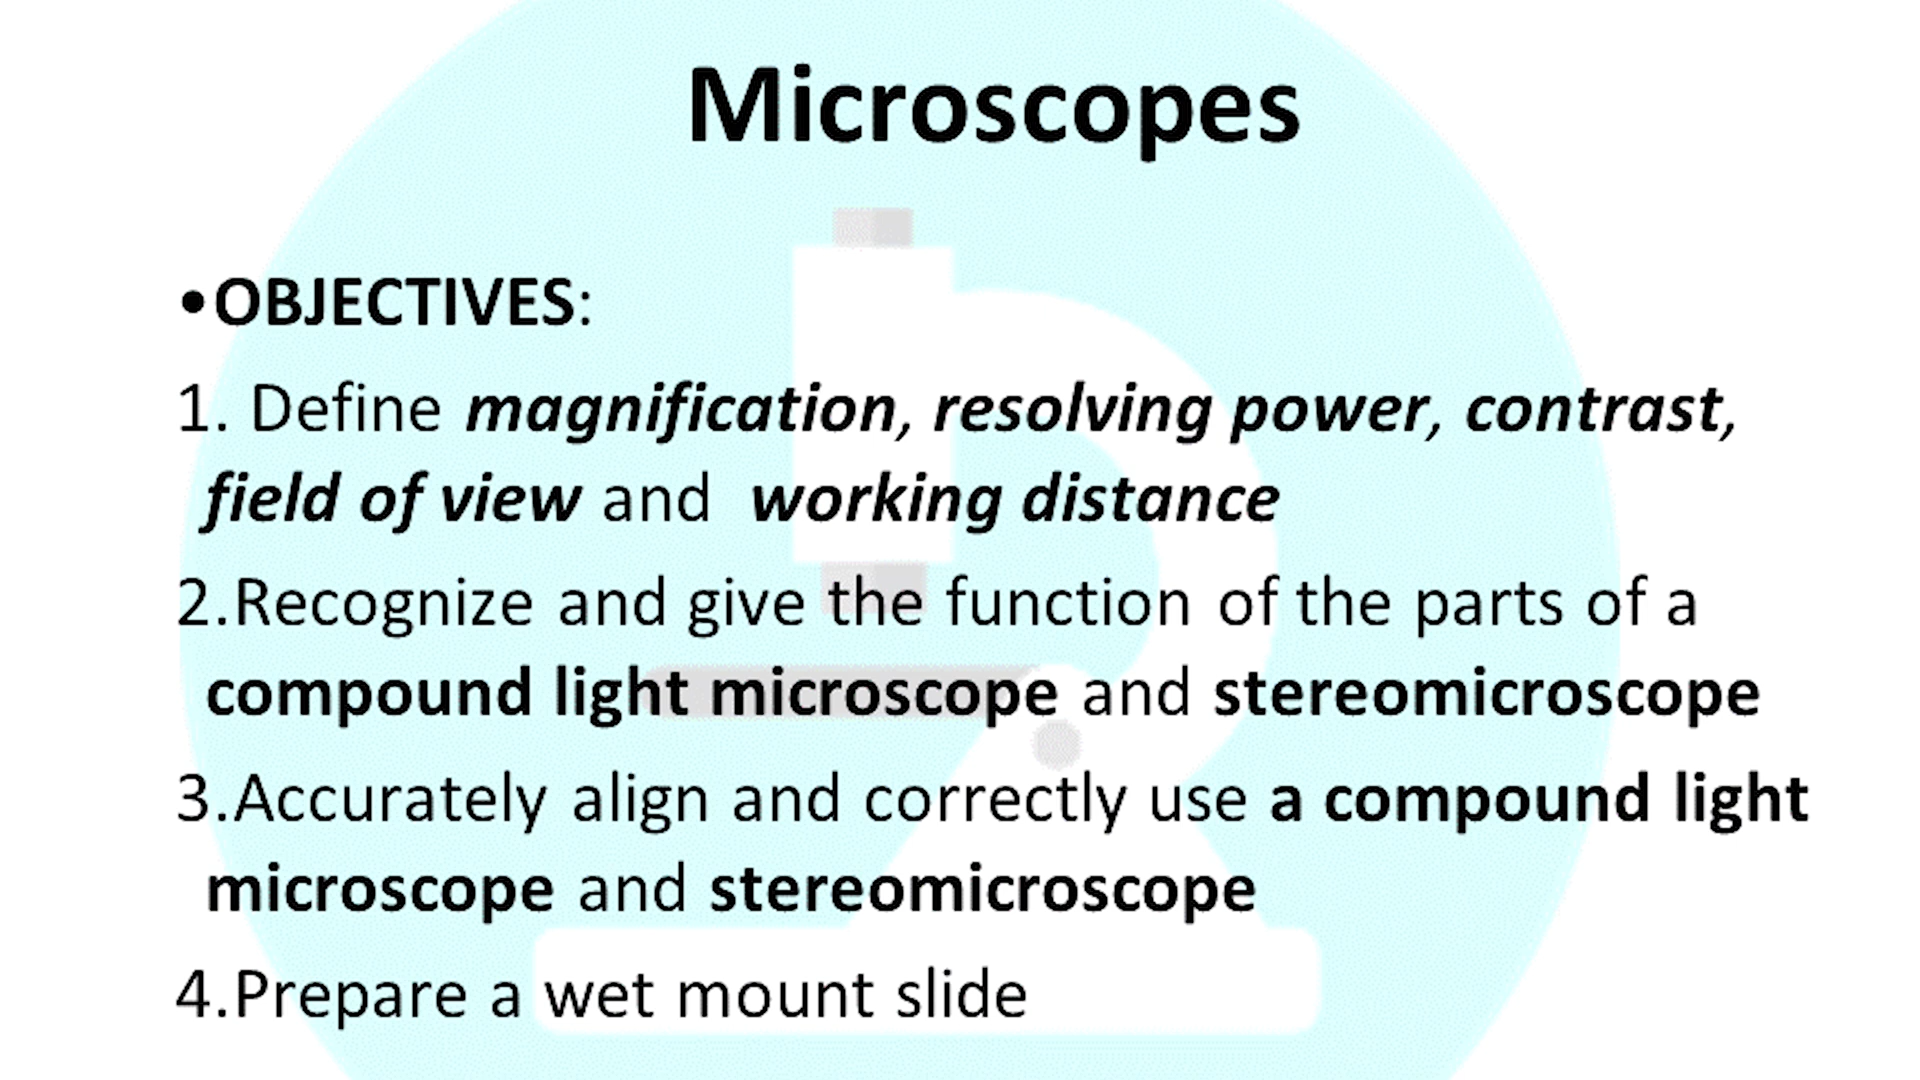 Microscopes
•OBJECTIVES:
1. Define magnification, resolving power, contrast,
field of view and working distance
2.Recognize and give the function of the parts of a
compound light microscope and stereomicroscope
3.Accurately align and correctly use a compound light
microscope and stereomicroscope
4.Prepare a wet mount slide